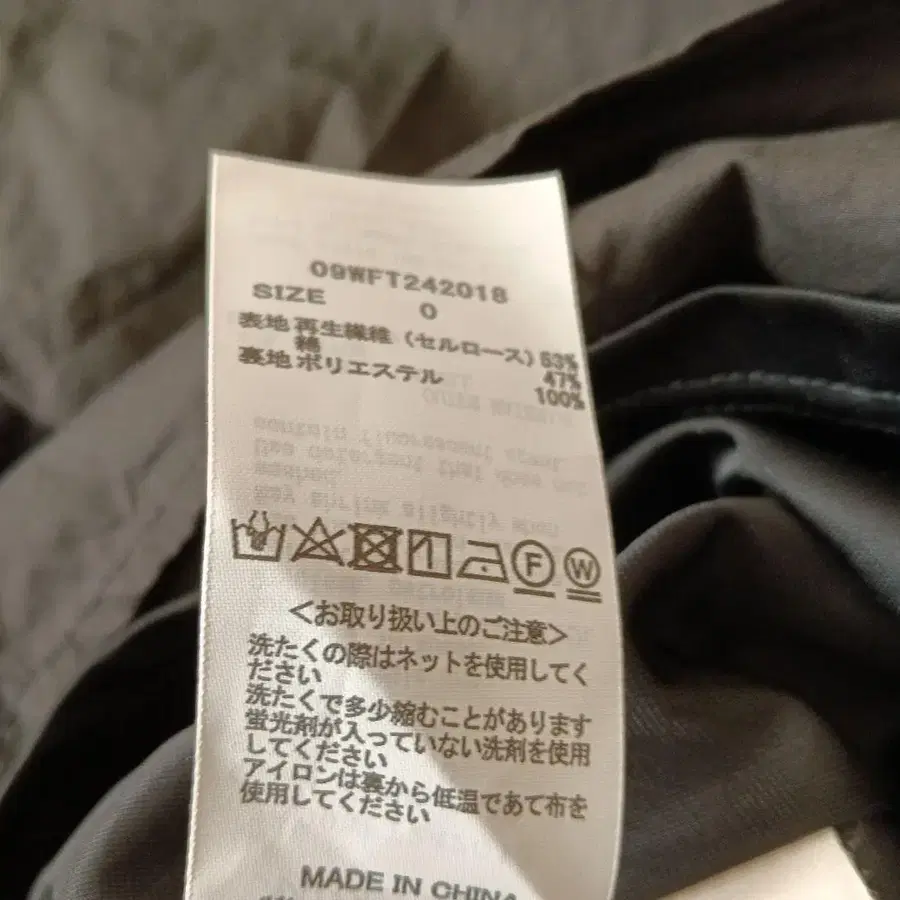 09WFT242018
SIZE 0
表地 再生繊維 (セルロース) 53%
綿 47%
裏地 ポリエステル 100%
F W
<お取り扱い上のご注意>
洗たくの際はネットを使用してく
ださい
洗たくで多少縮むことがあります
蛍光剤が入っていない洗剤を使用
してください
アイロンは裏から低温であて布を
使用してください
MADE IN CHINA